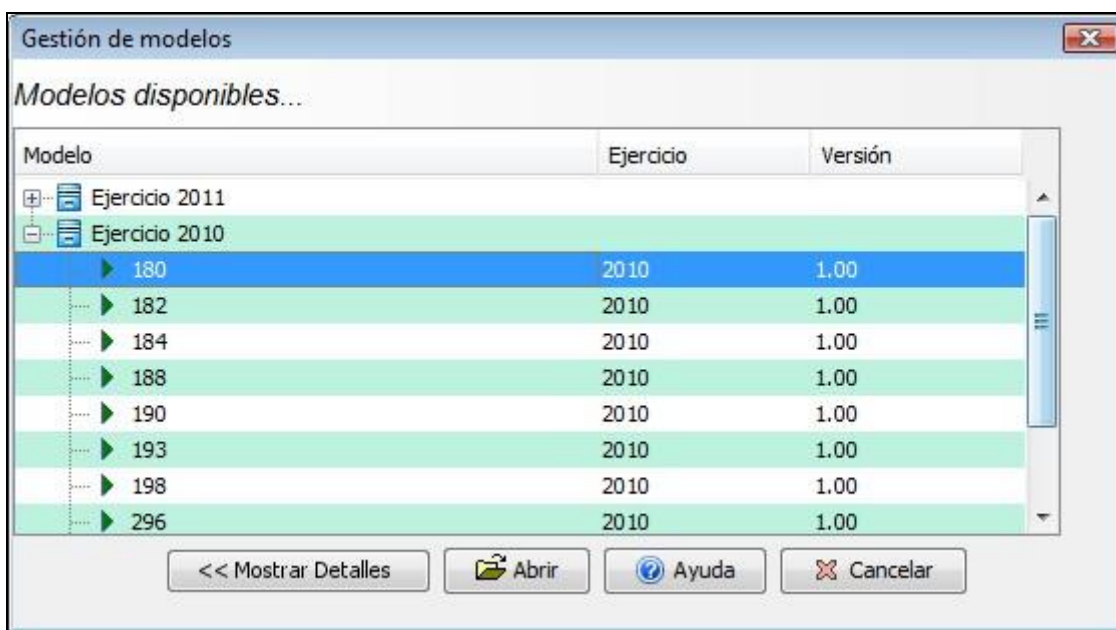 Gestión de modelos
Modelos disponibles...
Modelo Ejercicio Versión
Ejercicio 2011
Ejercicio 2010
180 2010 1.00
182 2010 1.00
184 2010 1.00
188 2010 1.00
190 2010 1.00
193 2010 1.00
198 2010 1.00
296 2010 1.00
<< Mostrar Detalles Abrir Ayuda Cancelar